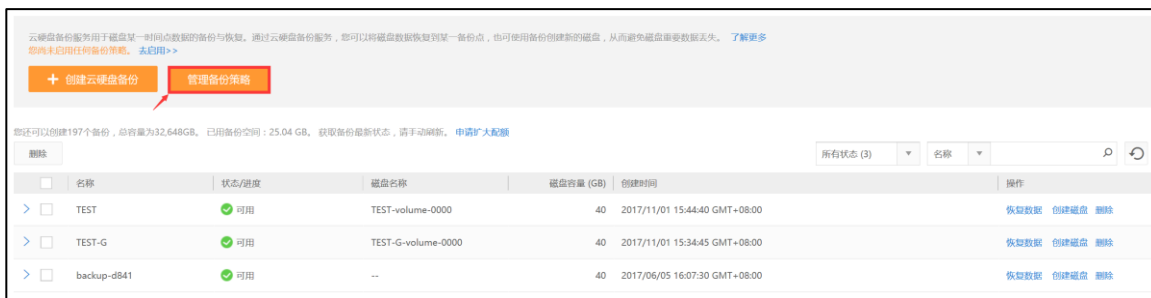 云硬盘备份服务用于磁盘某一时间点数据的备份与恢复。通过云硬盘备份服务，您可以将磁盘数据恢复到某一备份点，也可使用备份创建新的磁盘，从而避免磁盘重要数据丢失。 了解更多
您尚未启用任何备份策略。 去启用>>
+ 创建云硬盘备份 管理备份策略
您还可以创建197个备份，总容量为32,648GB。 已用备份空间：25.04 GB。 获取备份最新状态，请手动刷新。 申请扩大配额
删除 所有状态 (3) 名称
名称 状态/进度 磁盘名称 磁盘容量 (GB) 创建时间 操作
TEST 可用 TEST-volume-0000 40 2017/11/01 15:44:40 GMT+08:00 恢复数据 创建磁盘 删除
TEST-G 可用 TEST-G-volume-0000 40 2017/11/01 15:34:45 GMT+08:00 恢复数据 创建磁盘 删除
backup-d841 可用 -- 40 2017/06/05 16:07:30 GMT+08:00 恢复数据 创建磁盘 删除